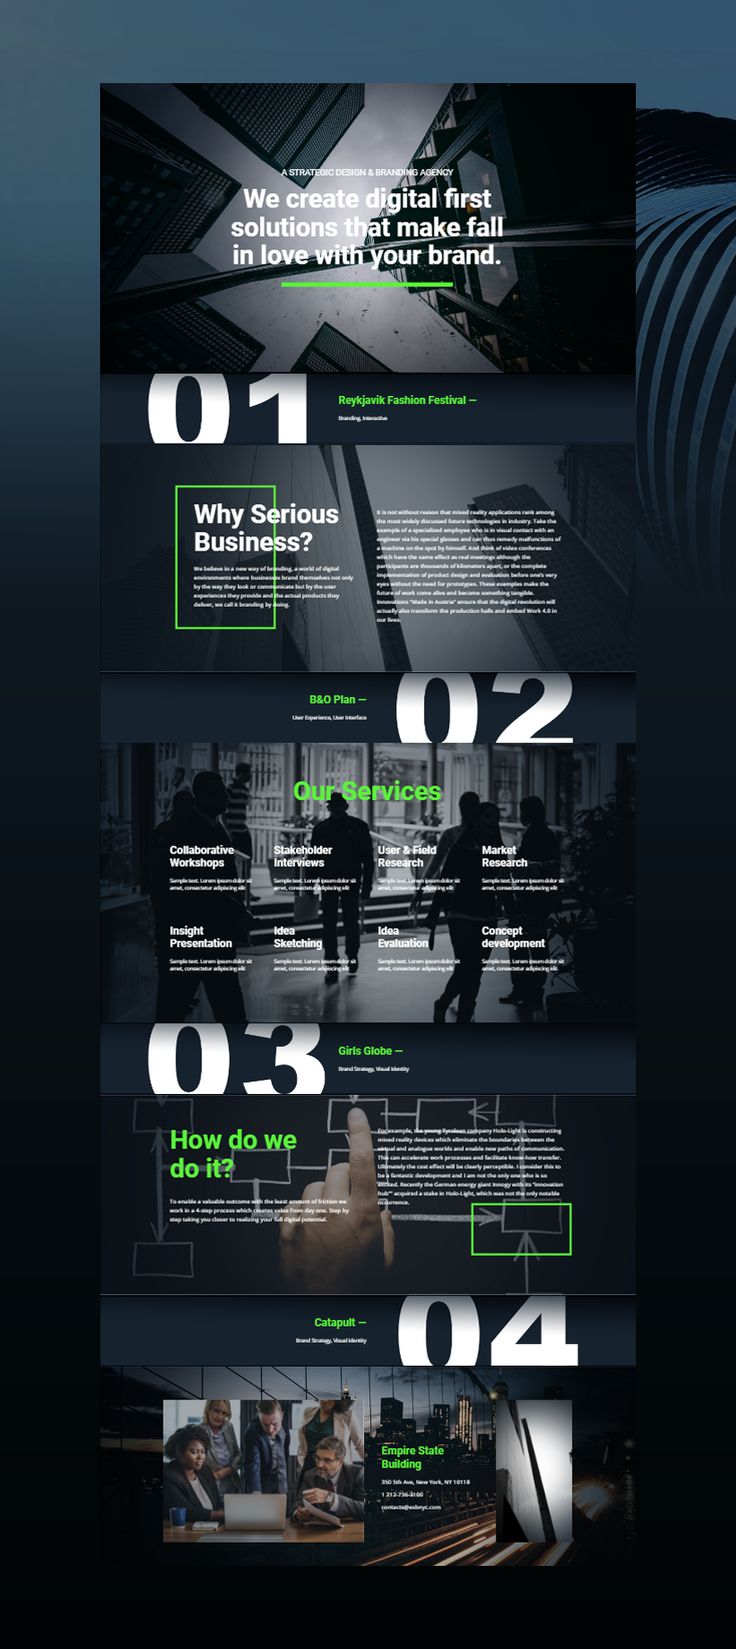 A STRATEGIC DESIGN & BRANDING AGENCY
We create digital first
solutions that make fall
in love with your brand.
01
Reykjavik Fashion Festival —
Branding, Interactive
Why Serious
Business?
We believe in a new way of branding, a world of digital
environments where businesses brand themselves not only
by the way they look or communicate but by the user
experiences they provide and the actual products they
deliver, we call it branding by doing.
It is not without reason that mixed reality applications rank among
the most widely discussed future technologies in industry. Take the
example of a specialized employee who is in visual contact with an
engineer via his special glasses and can thus remedy malfunctions of
a machine on the spot by himself. And think of video conferences
which have the same effect as real meetings although the
participants are thousands of kilometers apart, or the complete
implementation of product design and evaluation before one's very
eyes without the need for prototypes. These examples make the
future of work come alive and become something tangible.
Innovations "Made in Austria" ensures that the digital revolution will
actually also transform the production halls and embed Work 4.0 in
our lives.
B&O Plan —
User Experience, User Interface
02
Our Services
Collaborative
Workshops
Sample text. Lorem ipsum dolor sit
amet, consectetur adipiscing elit
Stakeholder
Interviews
Sample text. Lorem ipsum dolor sit
amet, consectetur adipiscing elit
User & Field
Research
Sample text. Lorem ipsum dolor sit
amet, consectetur adipiscing elit
Market
Research
Sample text. Lorem ipsum dolor sit
amet, consectetur adipiscing elit
Insight
Presentation
Sample text. Lorem ipsum dolor sit
amet, consectetur adipiscing elit
Idea
Sketching
Sample text. Lorem ipsum dolor sit
amet, consectetur adipiscing elit
Idea
Evaluation
Sample text. Lorem ipsum dolor sit
amet, consectetur adipiscing elit
Concept
development
Sample text. Lorem ipsum dolor sit
amet, consectetur adipiscing elit
03
Girls Globe —
Brand Strategy, Visual Identity
How do we
do it?
To enable a valuable outcome with the least amount of friction we
work in a 4-step process which creates value from day one. Step by
step taking you closer to realizing your full digital potential.
For example, the young Tyrolean company Holo-Light is constructing
mixed reality devices which eliminate the boundaries between the
virtual and analogue worlds and enable new paths of communication.
This can accelerate work processes and facilitate know-how transfer.
Ultimately the cost effect will be clearly perceptible. I consider this to
be a fantastic development and I am not the only one who is so
excited. Recently the German energy giant Innogy with its "innovation
hub"" acquired a stake in Holo-Light, which was not the only notable
occurrence.
Catapult —
Brand Strategy, Visual Identity
04
Empire State
Building
350 5th Ave, New York, NY 10118
1 212-736-3100
contacts@esbnyc.com